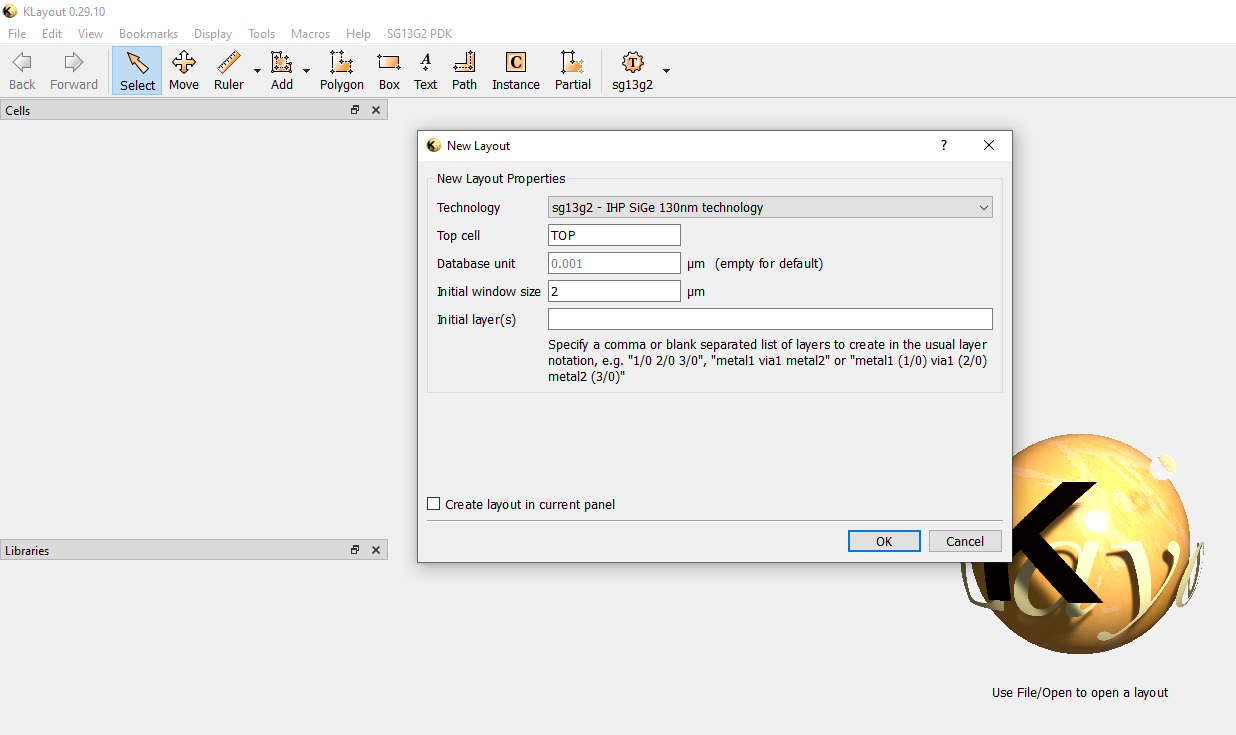 KLayout 0.29.10
File Edit View Bookmarks Display Tools Macros Help SG13G2 PDK
Back Forward Select Move Ruler Add Polygon Box Text Path Instance Partial sg13g2
Cells
New Layout
New Layout Properties
Technology sg13g2 - IHP SiGe 130nm technology
Top cell TOP
Database unit 0.001 µm (empty for default)
Initial window size 2 µm
Initial layer(s)
Specify a comma or blank separated list of layers to create in the usual layer
notation, e.g. "1/0 2/0 3/0", "metal1 via1 metal2" or "metal1 (1/0) via1 (2/0)
metal2 (3/0)"
Create layout in current panel
OK Cancel
Libraries
Use File/Open to open a layout